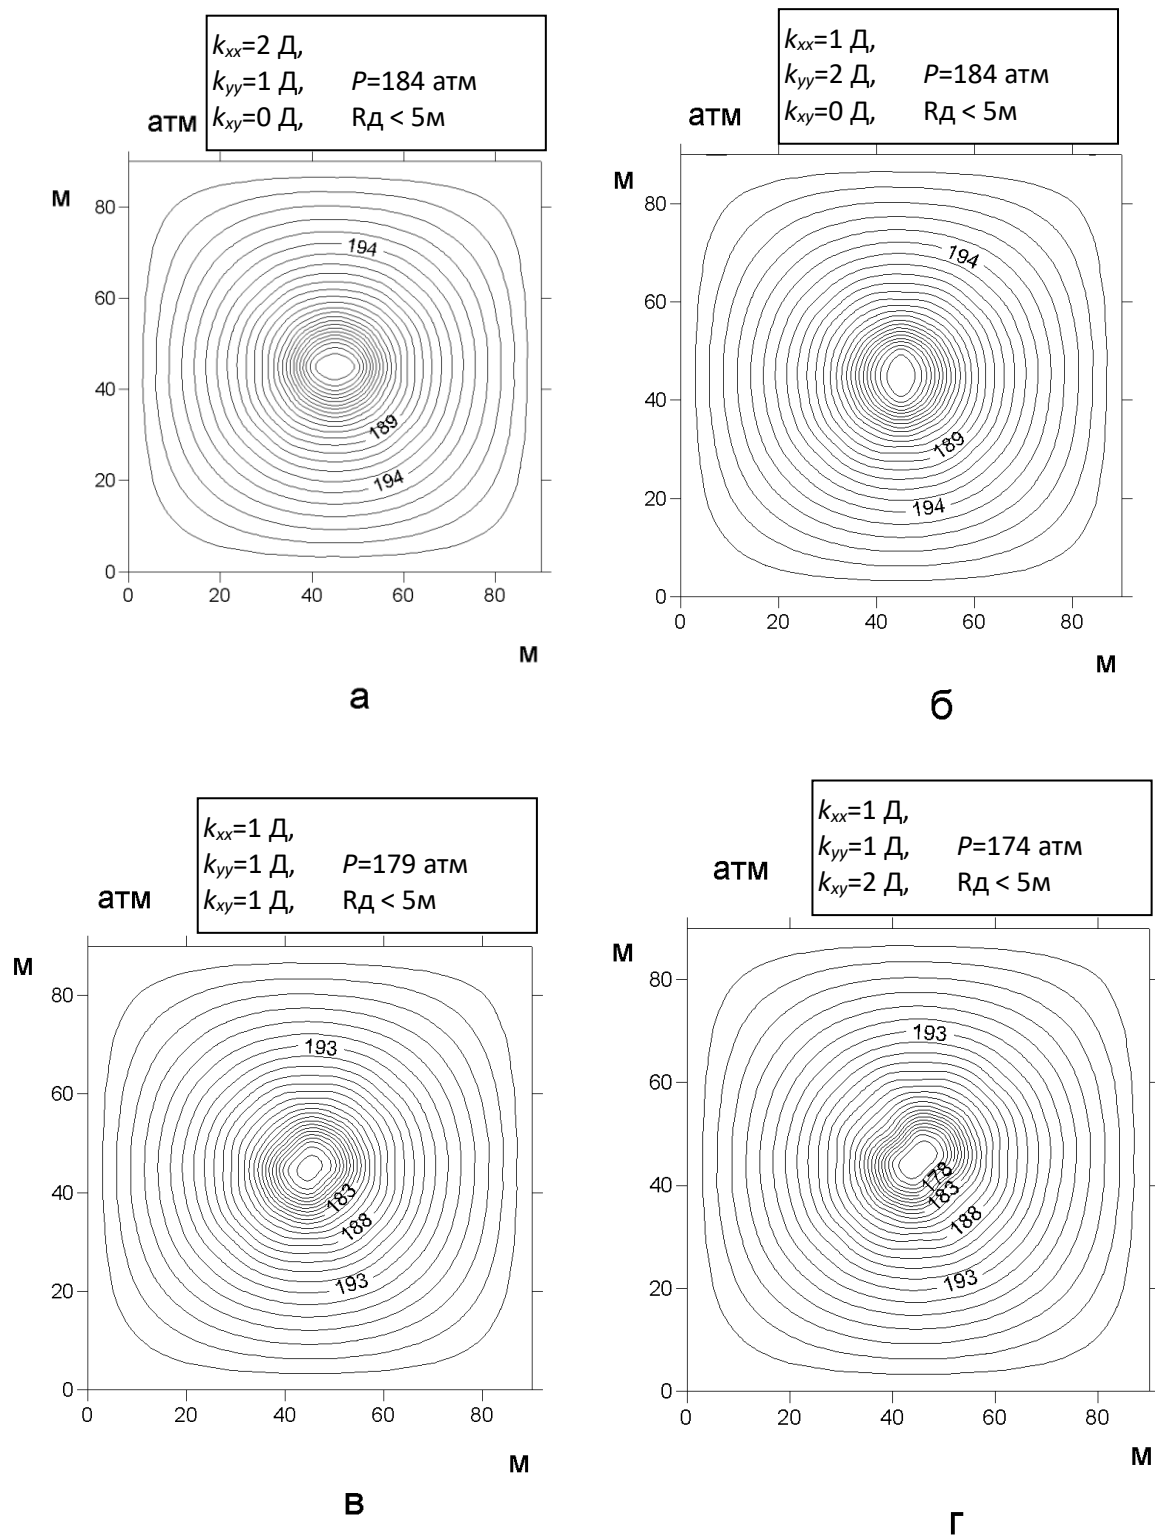 kxx=2 Д,
kyy=1 Д, P=184 атм
kxy=0 Д, Rд < 5м
атм
м
80
60
40
20
0
194
189
194
0 20 40 60 80
м
а
kxx=1 Д,
kyy=2 Д, P=184 атм
kxy=0 Д, Rд < 5м
атм
м
80
60
40
20
0
194
189
194
0 20 40 60 80
м
б
kxx=1 Д,
kyy=1 Д, P=179 атм
kxy=1 Д, Rд < 5м
атм
м
80
60
40
20
0
193
183
188
193
0 20 40 60 80
м
в
kxx=1 Д,
kyy=1 Д, P=174 атм
kxy=2 Д, Rд < 5м
атм
м
80
60
40
20
0
193
178
183
188
193
0 20 40 60 80
м
г